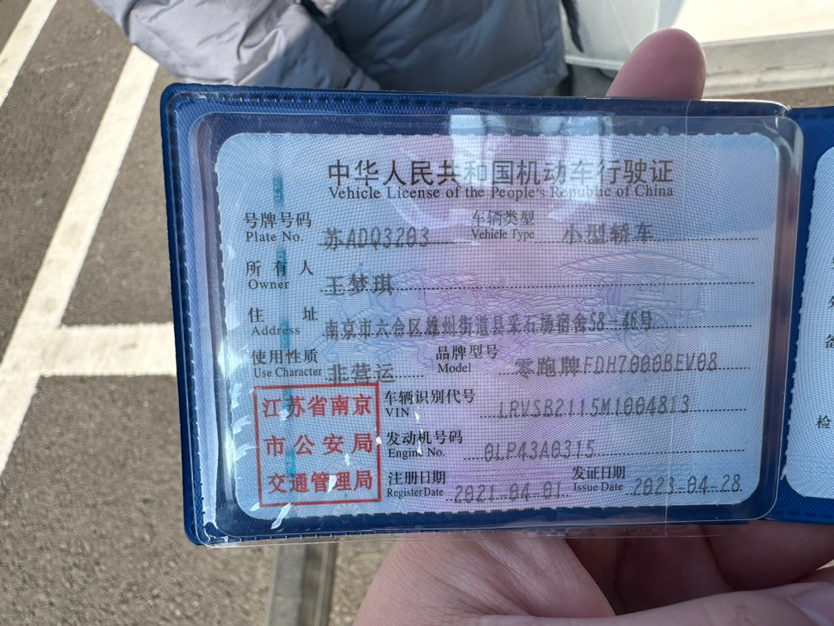 中华人民共和国机动车行驶证
Vehicle License of the People's Republic of China
号牌号码 苏ADQ3203 车辆类型 小型轿车
Plate No. Vehicle Type
所有人 王梦琪
Owner
住址 南京市六合区雄州街道县采石场宿舍58-46号
Address
使用性质 非营运 品牌型号 零跑牌FDH7000BEV08
Use Character Model
江苏省南京
市公安局
交通管理局
车辆识别代号 LRVSB2115M1004813
VIN
发动机号码 0LP43A0315
Engine No.
注册日期 2021-04-01 发证日期 2023-04-28
Register Date Issue Date
检